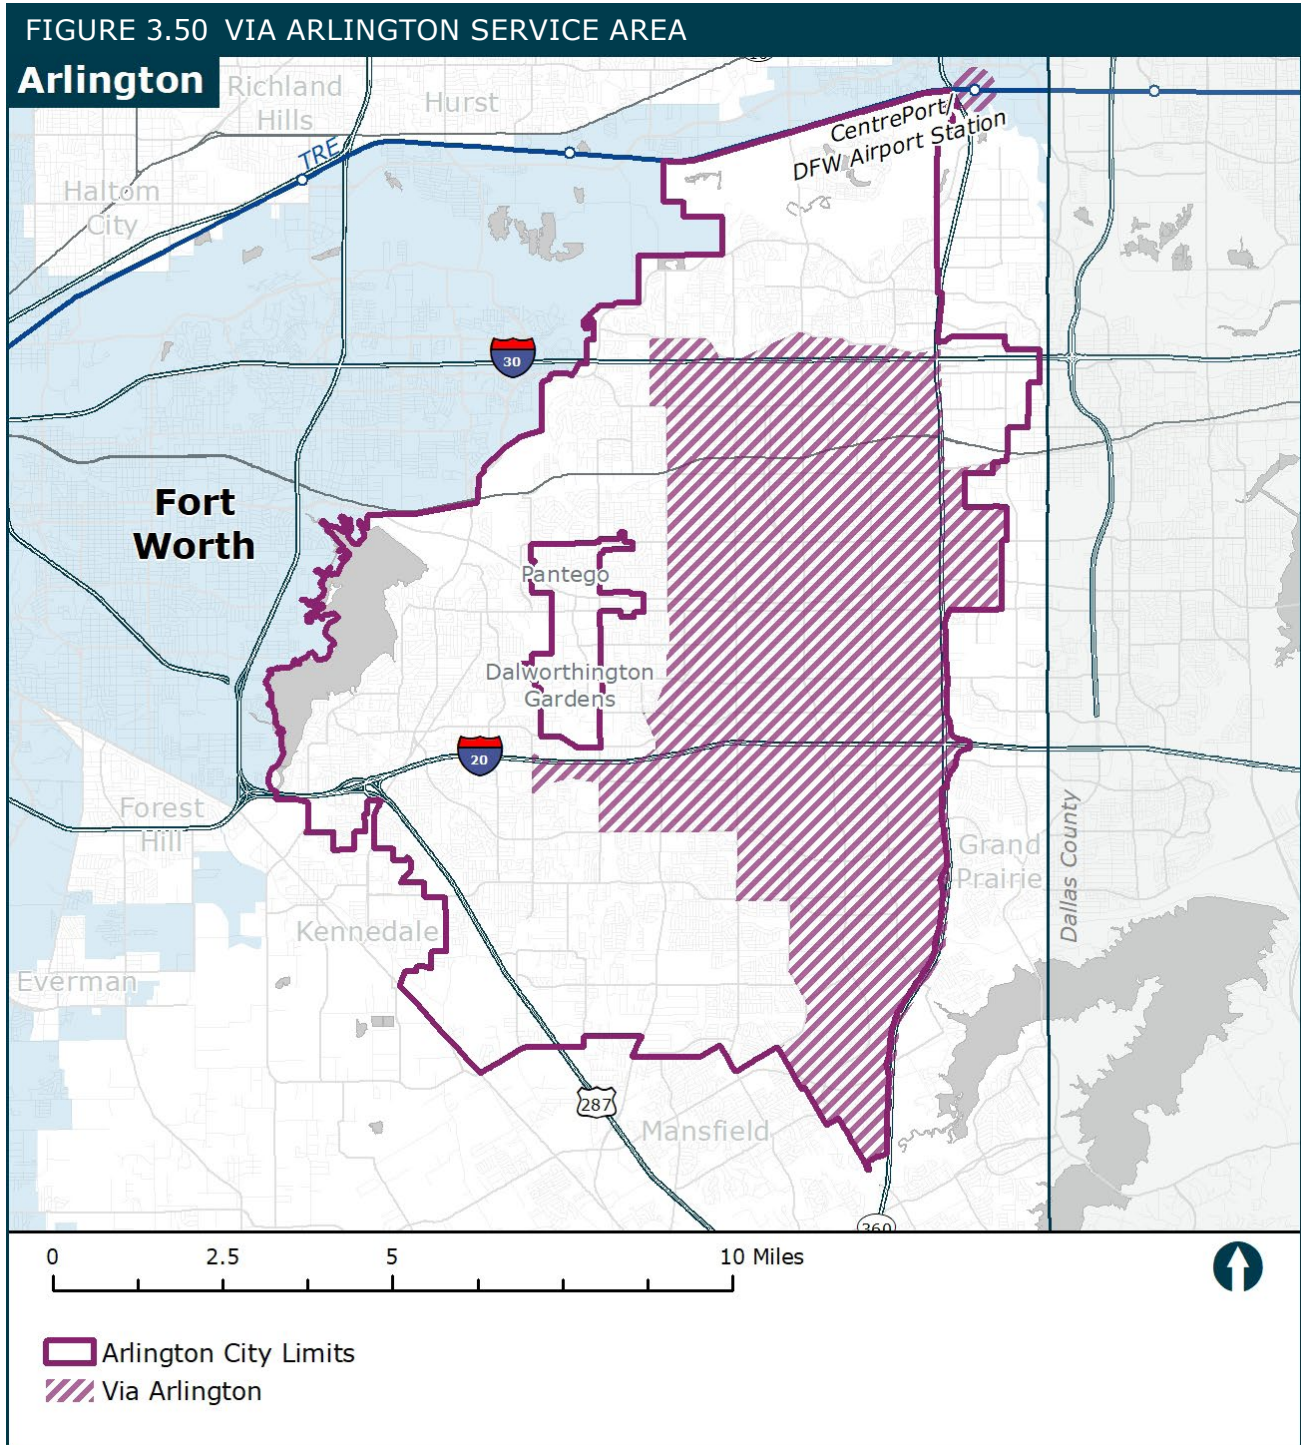 FIGURE 3.50 VIA ARLINGTON SERVICE AREA
Arlington
Richland
Hills
Hurst
TRE
CentrePort/
DFW Airport Station
Haltom
City
30
Fort
Worth
Pantego
Dalworthington
Gardens
20
Forest
Hill
Grand
Prairie
Dallas County
Kennedale
Everman
287
Mansfield
360
0 2.5 5 10 Miles
Arlington City Limits
Via Arlington